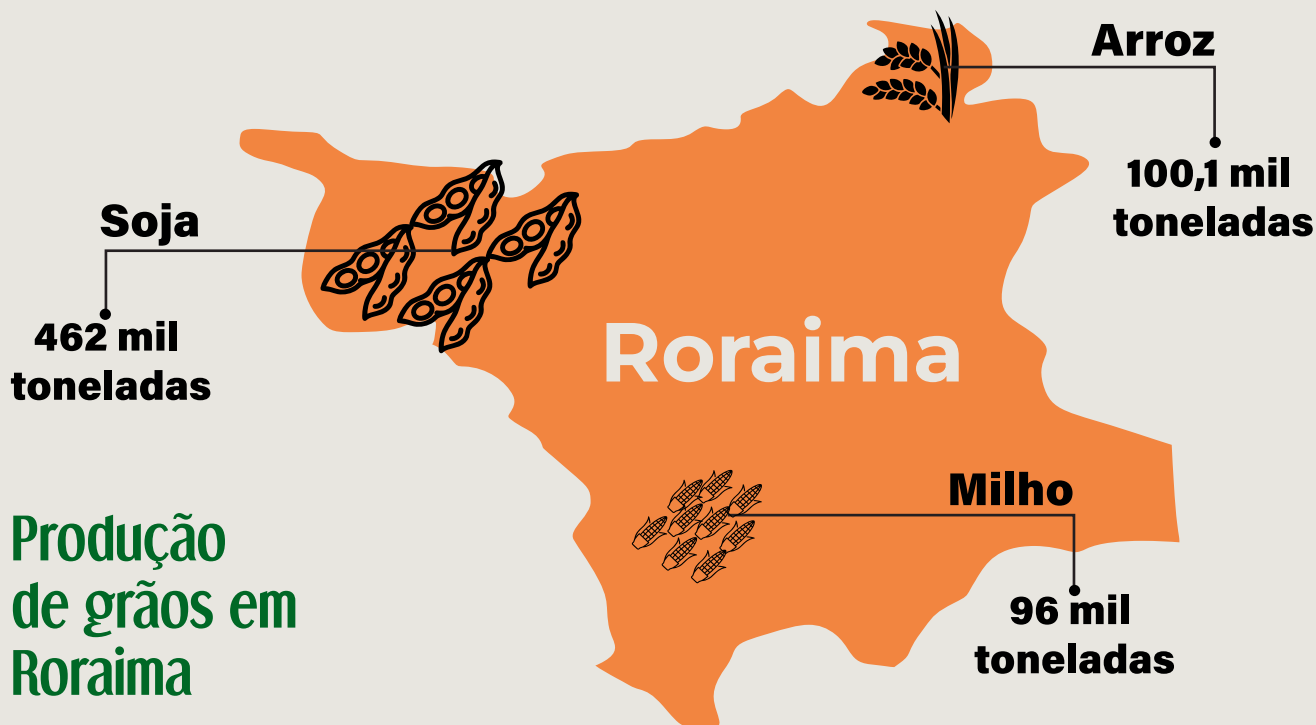 Arroz
100,1 mil
toneladas
Soja
462 mil
toneladas
Roraima
Milho
96 mil
toneladas
Produção
de grãos em
Roraima